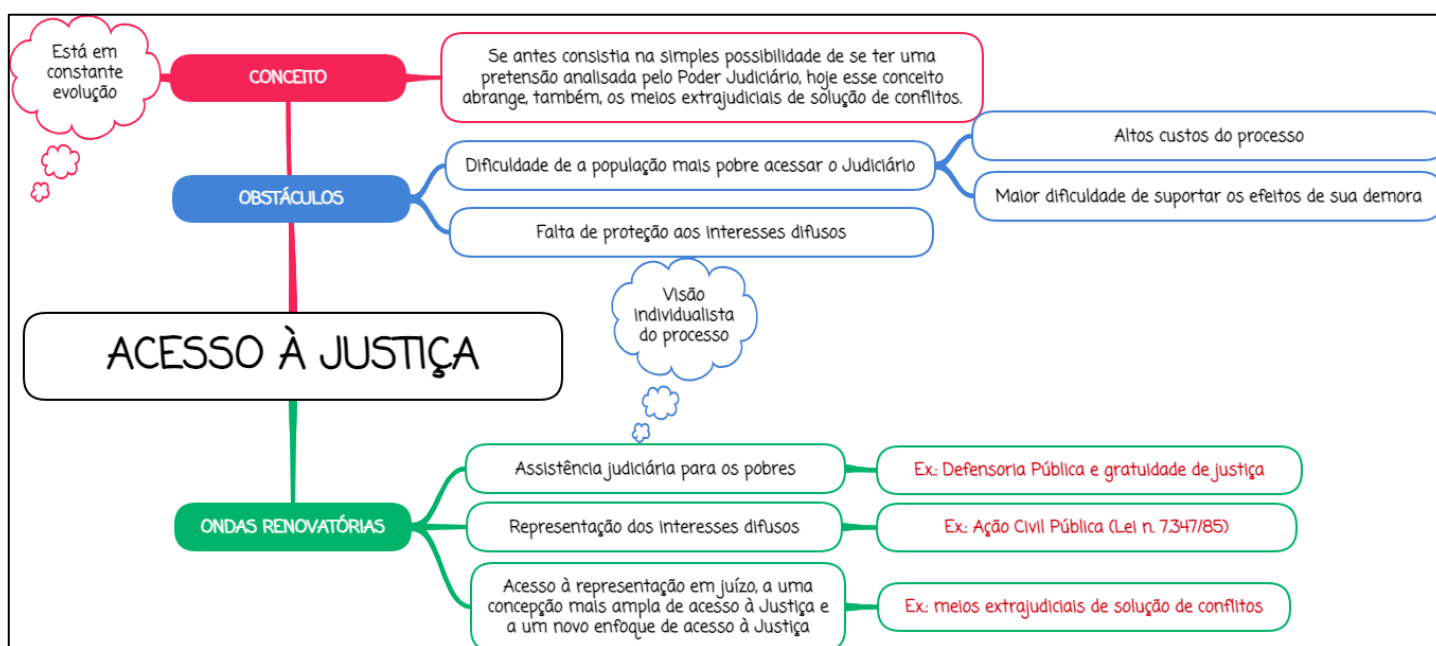 Está em
constante
evolução
CONCEITO
Se antes consistia na simples possibilidade de se ter uma
pretensão analisada pelo Poder Judiciário, hoje esse conceito
abrange, também, os meios extrajudiciais de solução de conflitos.
OBSTÁCULOS
Dificuldade de a população mais pobre acessar o Judiciário
Altos custos do processo
Maior dificuldade de suportar os efeitos de sua demora
Falta de proteção aos interesses difusos
Visão
individualista
do processo
ACESSO À JUSTIÇA
ONDAS RENOVATÓRIAS
Assistência judiciária para os pobres
Ex.: Defensoria Pública e gratuidade de justiça
Representação dos interesses difusos
Ex.: Ação Civil Pública (Lei n. 7.347/85)
Acesso à representação em juízo, a uma
concepção mais ampla de acesso à Justiça e
a um novo enfoque de acesso à Justiça
Ex.: meios extrajudiciais de solução de conflitos